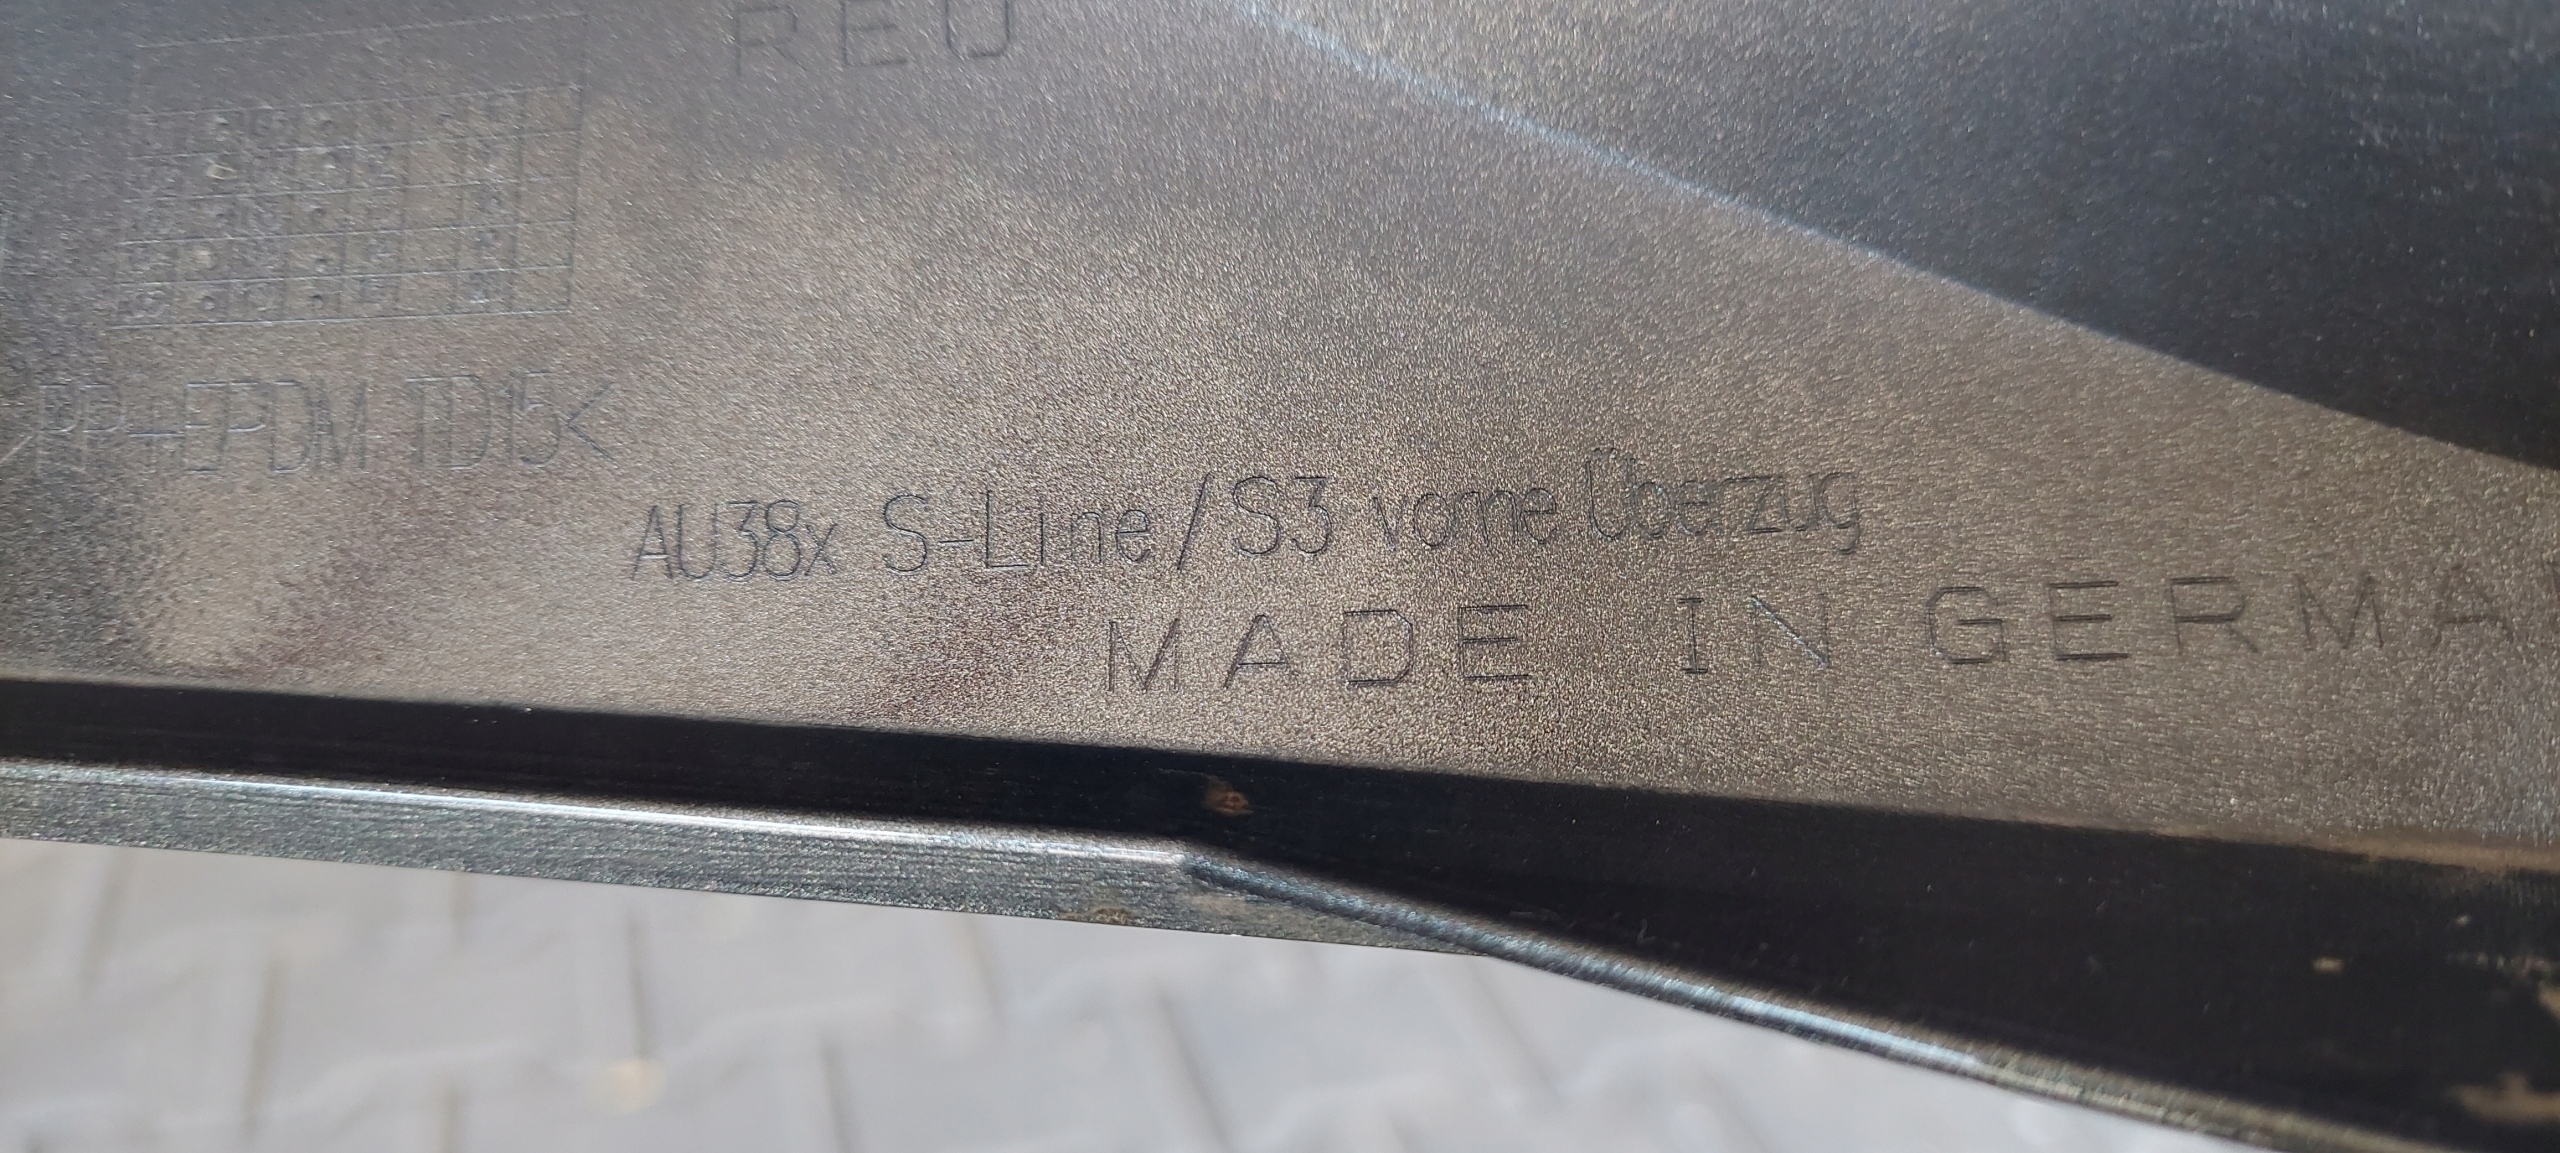 REU
>PP+EPDM TD15<
AU38x S-Line/S3 vorne Überzug
MADE IN GERMA